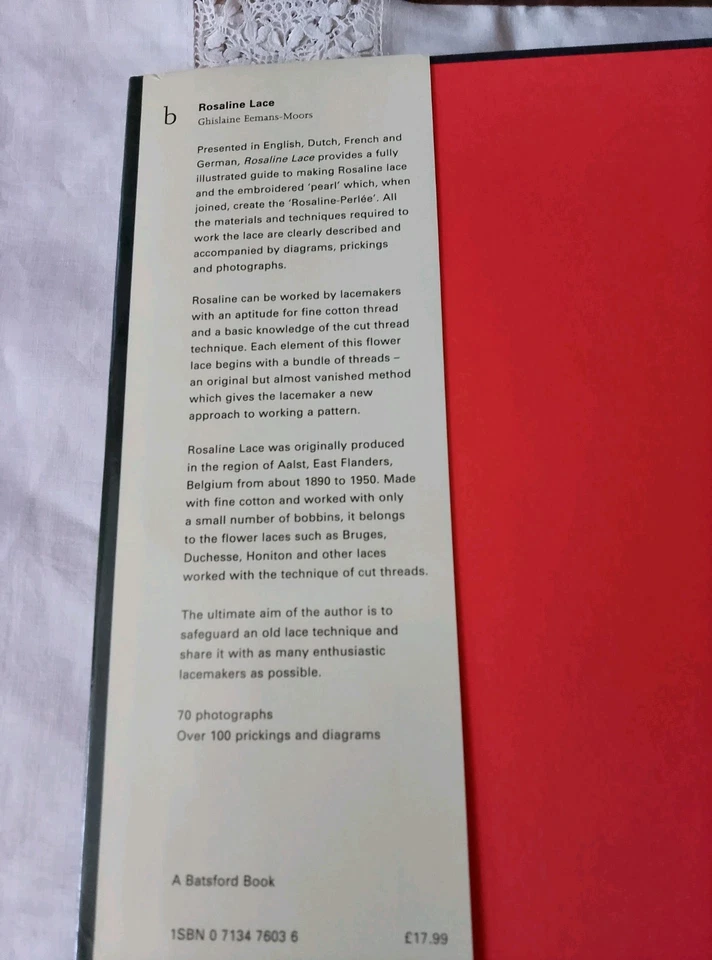 b
Rosaline Lace
Ghislaine Eemans-Moors
Presented in English, Dutch, French and
German, Rosaline Lace provides a fully
illustrated guide to making Rosaline lace
and the embroidered 'pearl' which, when
joined, create the 'Rosaline-Perlée'. All
the materials and techniques required to
work the lace are clearly described and
accompanied by diagrams, prickings
and photographs.
Rosaline can be worked by lacemakers
with an aptitude for fine cotton thread
and a basic knowledge of the cut thread
technique. Each element of this flower
lace begins with a bundle of threads –
an original but almost vanished method
which gives the lacemaker a new
approach to working a pattern.
Rosaline Lace was originally produced
in the region of Aalst, East Flanders,
Belgium from about 1890 to 1950. Made
with fine cotton and worked with only
a small number of bobbins, it belongs
to the flower laces such as Bruges,
Duchesse, Honiton and other laces
worked with the technique of cut threads.
The ultimate aim of the author is to
safeguard an old lace technique and
share it with as many enthusiastic
lacemakers as possible.
70 photographs
Over 100 prickings and diagrams
A Batsford Book
1SBN 0 7134 7603 6 £17.99